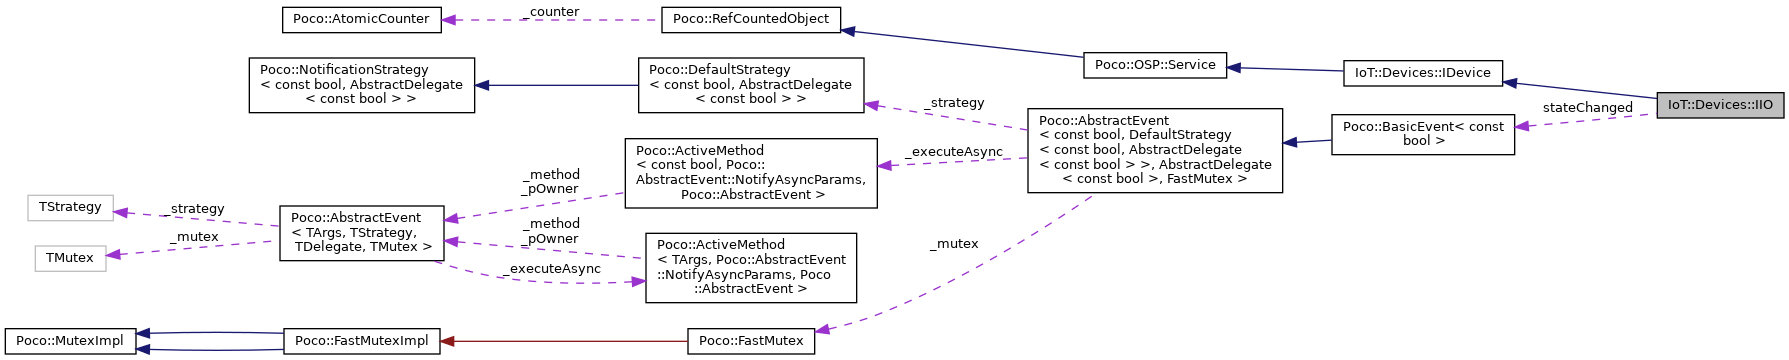 Poco::AtomicCounter
_counter
Poco::RefCountedObject
Poco::NotificationStrategy
< const bool, AbstractDelegate
< const bool > >
Poco::DefaultStrategy
< const bool, AbstractDelegate
< const bool > >
Poco::OSP::Service
IoT::Devices::IDevice
IoT::Devices::IIO
stateChanged
Poco::BasicEvent< const
bool >
_strategy
Poco::AbstractEvent
< const bool, DefaultStrategy
< const bool, AbstractDelegate
< const bool > >, AbstractDelegate
< const bool >, FastMutex >
_executeAsync
Poco::ActiveMethod
< const bool, Poco::
AbstractEvent::NotifyAsyncParams,
Poco::AbstractEvent >
_method
_pOwner
TStrategy
_strategy
Poco::AbstractEvent
< TArgs, TStrategy,
TDelegate, TMutex >
_mutex
TMutex
_method
_pOwner
_executeAsync
Poco::ActiveMethod
< TArgs, Poco::AbstractEvent
::NotifyAsyncParams, Poco
::AbstractEvent >
_mutex
Poco::MutexImpl
Poco::FastMutexImpl
Poco::FastMutex